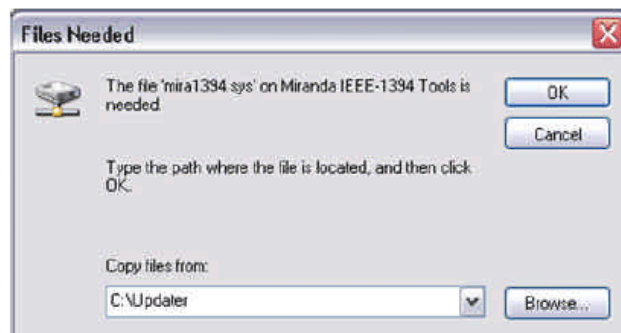 Files Needed
The file 'mira1394 sys' on Miranda IEEE-1394 Tools is
needed
OK
Cancel
Type the path where the file is located, and then click
OK.
Copy files from:
C:\Updater
Browse...